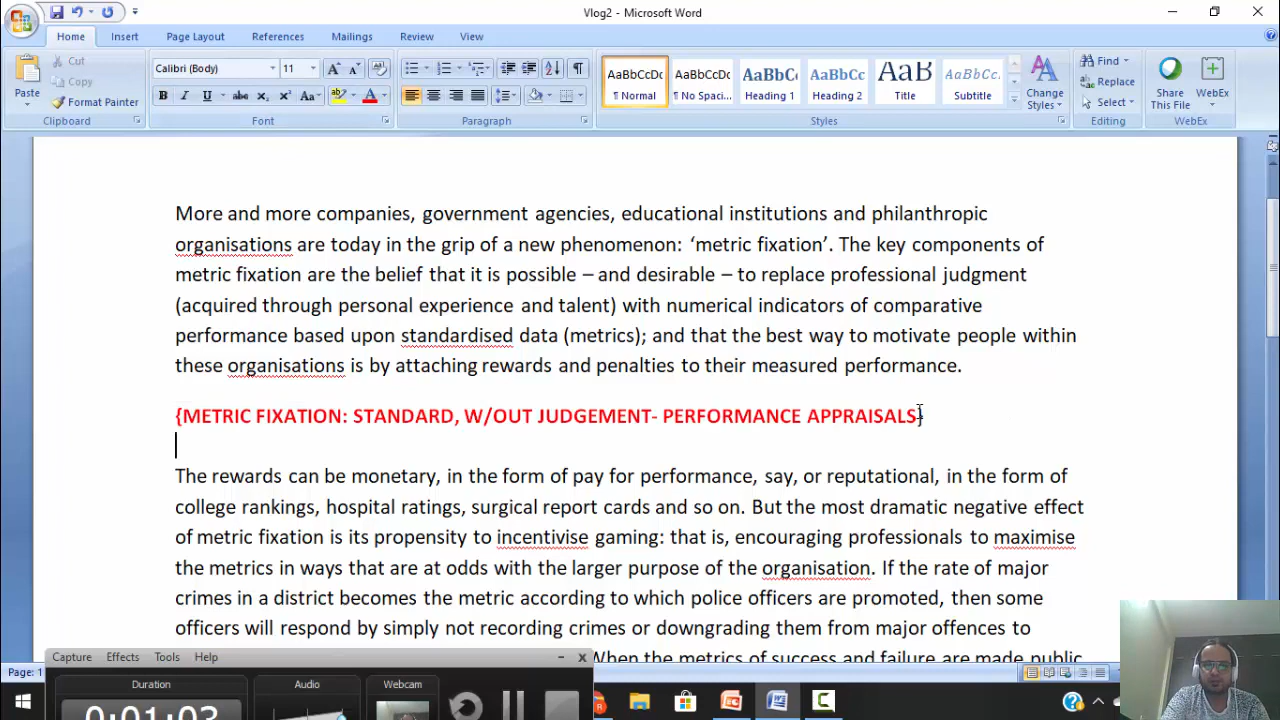 Vlog2 - Microsoft Word
Home Insert Page Layout References Mailings Review View
Cut
Copy
Format Painter
Paste
Clipboard
Calibri (Body) 11
Font
Paragraph
AaBbCcDc AaBbCcDc AaBbCc AaBbCc AaB AaBbCc.
¶ Normal ¶ No Spaci... Heading 1 Heading 2 Title Subtitle
Change Styles
Styles
Find
Replace
Select
Editing
Share This File
WebEx
WebEx
More and more companies, government agencies, educational institutions and philanthropic
organisations are today in the grip of a new phenomenon: ‘metric fixation’. The key components of
metric fixation are the belief that it is possible – and desirable – to replace professional judgment
(acquired through personal experience and talent) with numerical indicators of comparative
performance based upon standardised data (metrics); and that the best way to motivate people within
these organisations is by attaching rewards and penalties to their measured performance.
{METRIC FIXATION: STANDARD, W/OUT JUDGEMENT- PERFORMANCE APPRAISALS}
The rewards can be monetary, in the form of pay for performance, say, or reputational, in the form of
college rankings, hospital ratings, surgical report cards and so on. But the most dramatic negative effect
of metric fixation is its propensity to incentivise gaming: that is, encouraging professionals to maximise
the metrics in ways that are at odds with the larger purpose of the organisation. If the rate of major
crimes in a district becomes the metric according to which police officers are promoted, then some
officers will respond by simply not recording crimes or downgrading them from major offences to
When the metrics of success and failure are made public
Page: 1
Capture Effects Tools Help
Duration Audio Webcam
0:01:03